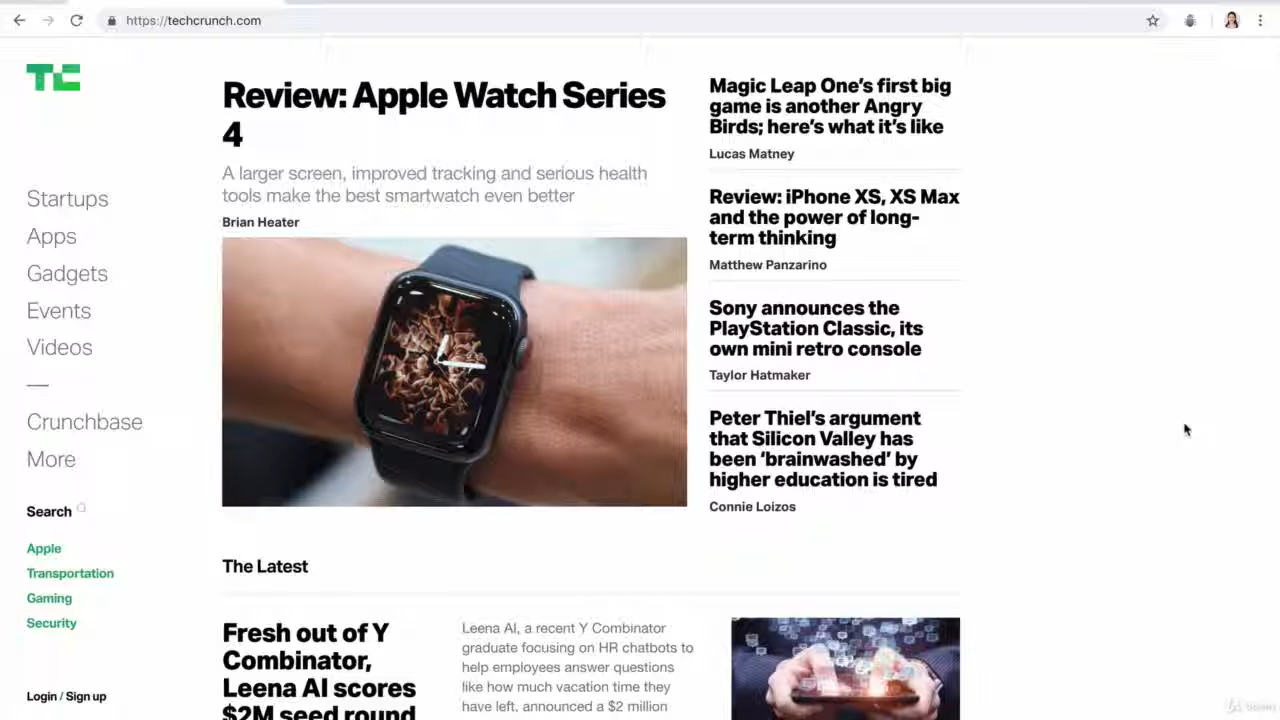 https://techcrunch.com
TC
Startups
Apps
Gadgets
Events
Videos
—
Crunchbase
More
Search
Apple
Transportation
Gaming
Security
Login / Sign up
Review: Apple Watch Series
4
A larger screen, improved tracking and serious health
tools make the best smartwatch even better
Brian Heater
Magic Leap One’s first big
game is another Angry
Birds; here’s what it’s like
Lucas Matney
Review: iPhone XS, XS Max
and the power of long-
term thinking
Matthew Panzarino
Sony announces the
PlayStation Classic, its
own mini retro console
Taylor Hatmaker
Peter Thiel’s argument
that Silicon Valley has
been ‘brainwashed’ by
higher education is tired
Connie Loizos
The Latest
Fresh out of Y
Combinator,
Leena AI scores
$2M seed round
Leena AI, a recent Y Combinator
graduate focusing on HR chatbots to
help employees answer questions
like how much vacation time they
have left, announced a $2 million